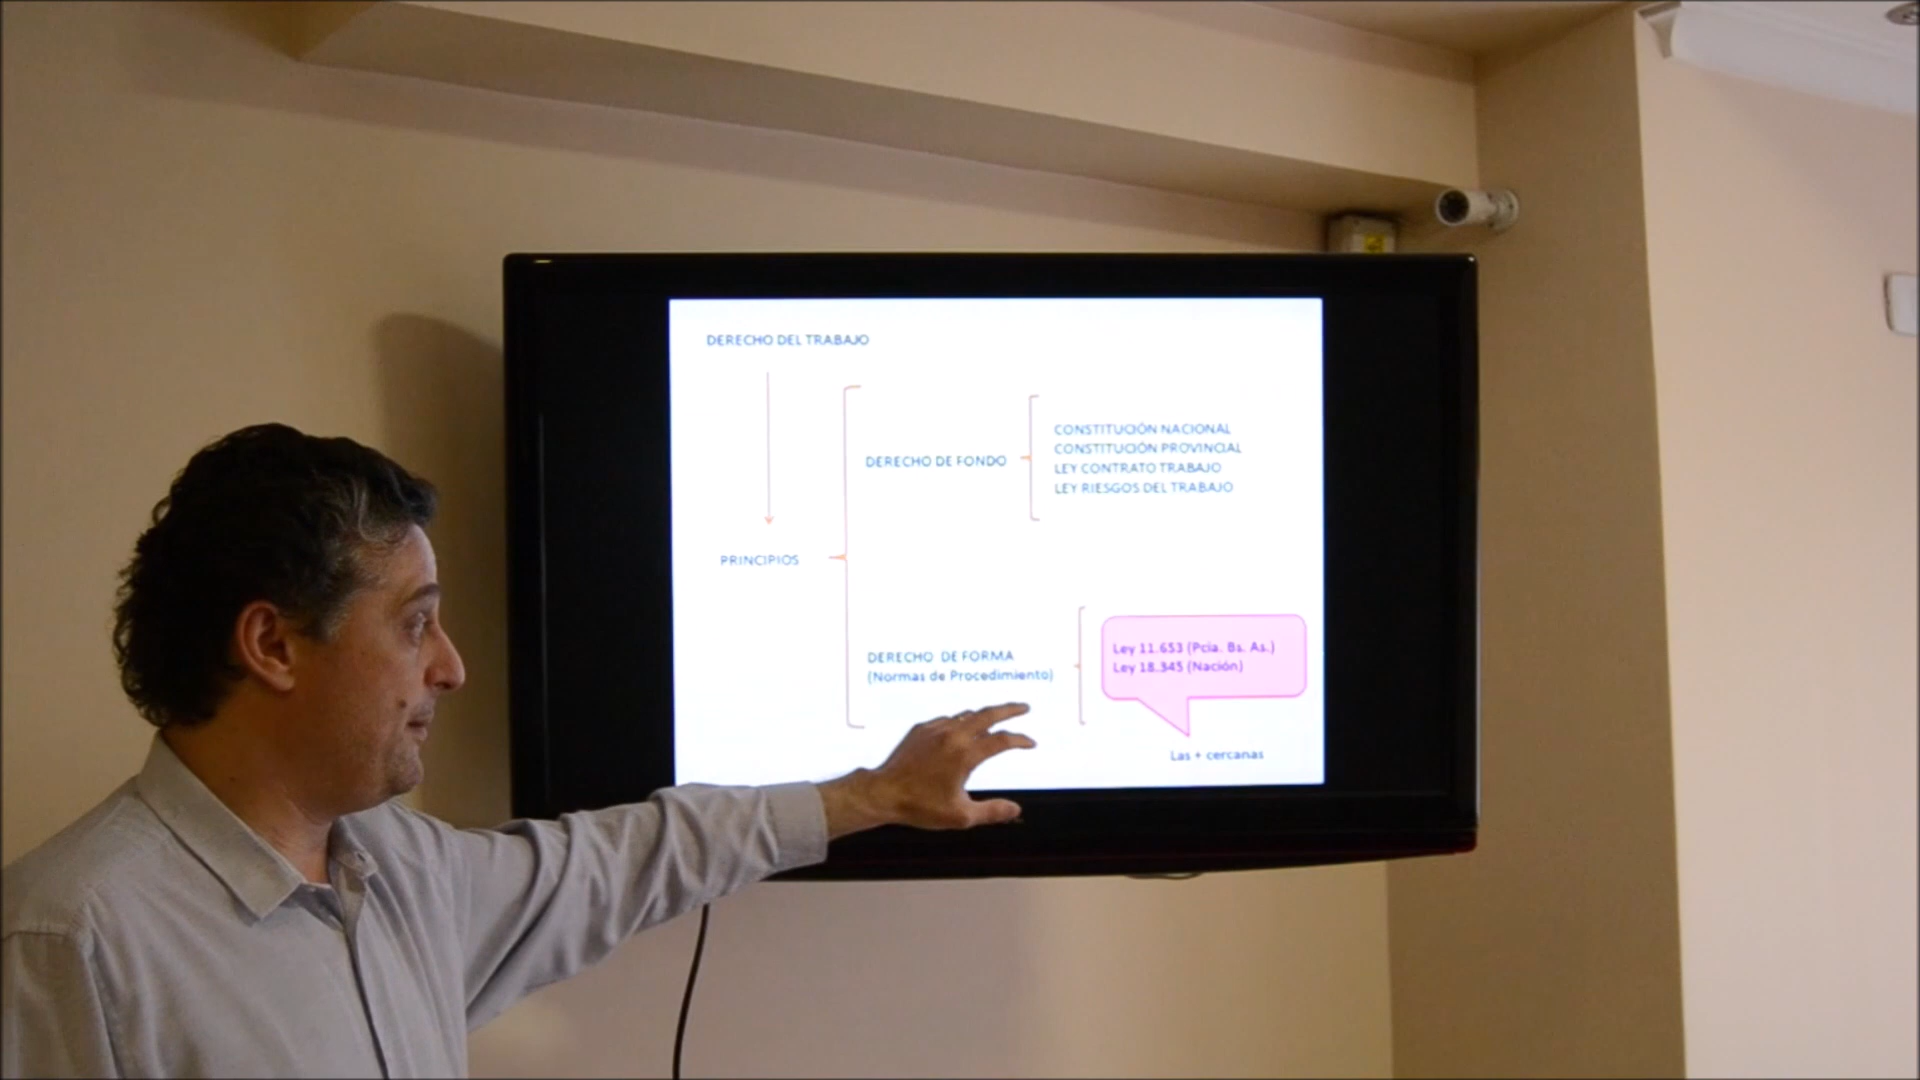 DERECHO DEL TRABAJO
CONSTITUCIÓN NACIONAL
CONSTITUCIÓN PROVINCIAL
DERECHO DE FONDO
LEY CONTRATO TRABAJO
LEY RIESGOS DEL TRABAJO
PRINCIPIOS
DERECHO DE FORMA
(Normas de Procedimiento)
Ley 11.653 (Pcia. Bs. As.)
Ley 18.345 (Nación)
Las + cercanas